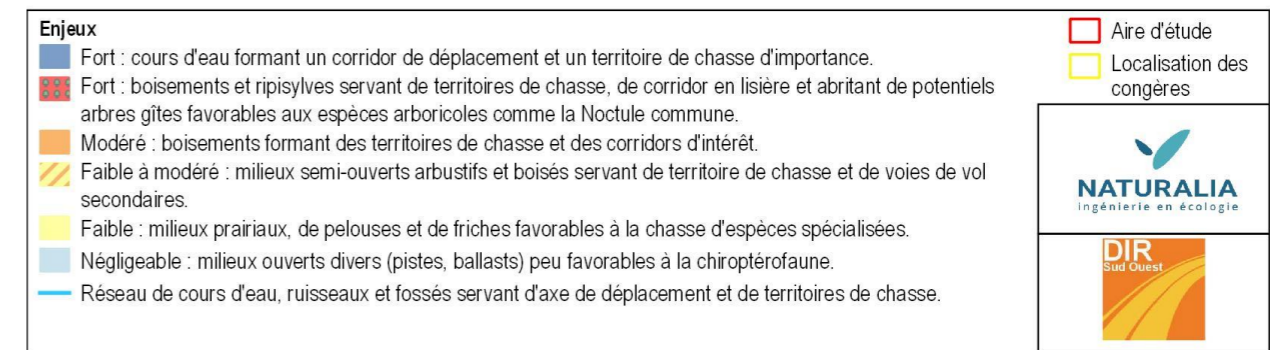 Enjeux
Fort : cours d'eau formant un corridor de déplacement et un territoire de chasse d'importance.
Fort : boisements et ripisylves servant de territoires de chasse, de corridor en lisière et abritant de potentiels
arbres gîtes favorables aux espèces arboricoles comme la Noctule commune.
Modéré : boisements formant des territoires de chasse et des corridors d'intérêt.
Faible à modéré : milieux semi-ouverts arbustifs et boisés servant de territoire de chasse et de voies de vol
secondaires.
Faible : milieux prairiaux, de pelouses et de friches favorables à la chasse d'espèces spécialisées.
Négligeable : milieux ouverts divers (pistes, ballasts) peu favorables à la chiroptérofaune.
Réseau de cours d'eau, ruisseaux et fossés servant d'axe de déplacement et de territoires de chasse.
Aire d'étude
Localisation des
congères
NATURALIA
ingénierie en écologie
DIR
Sud Ouest